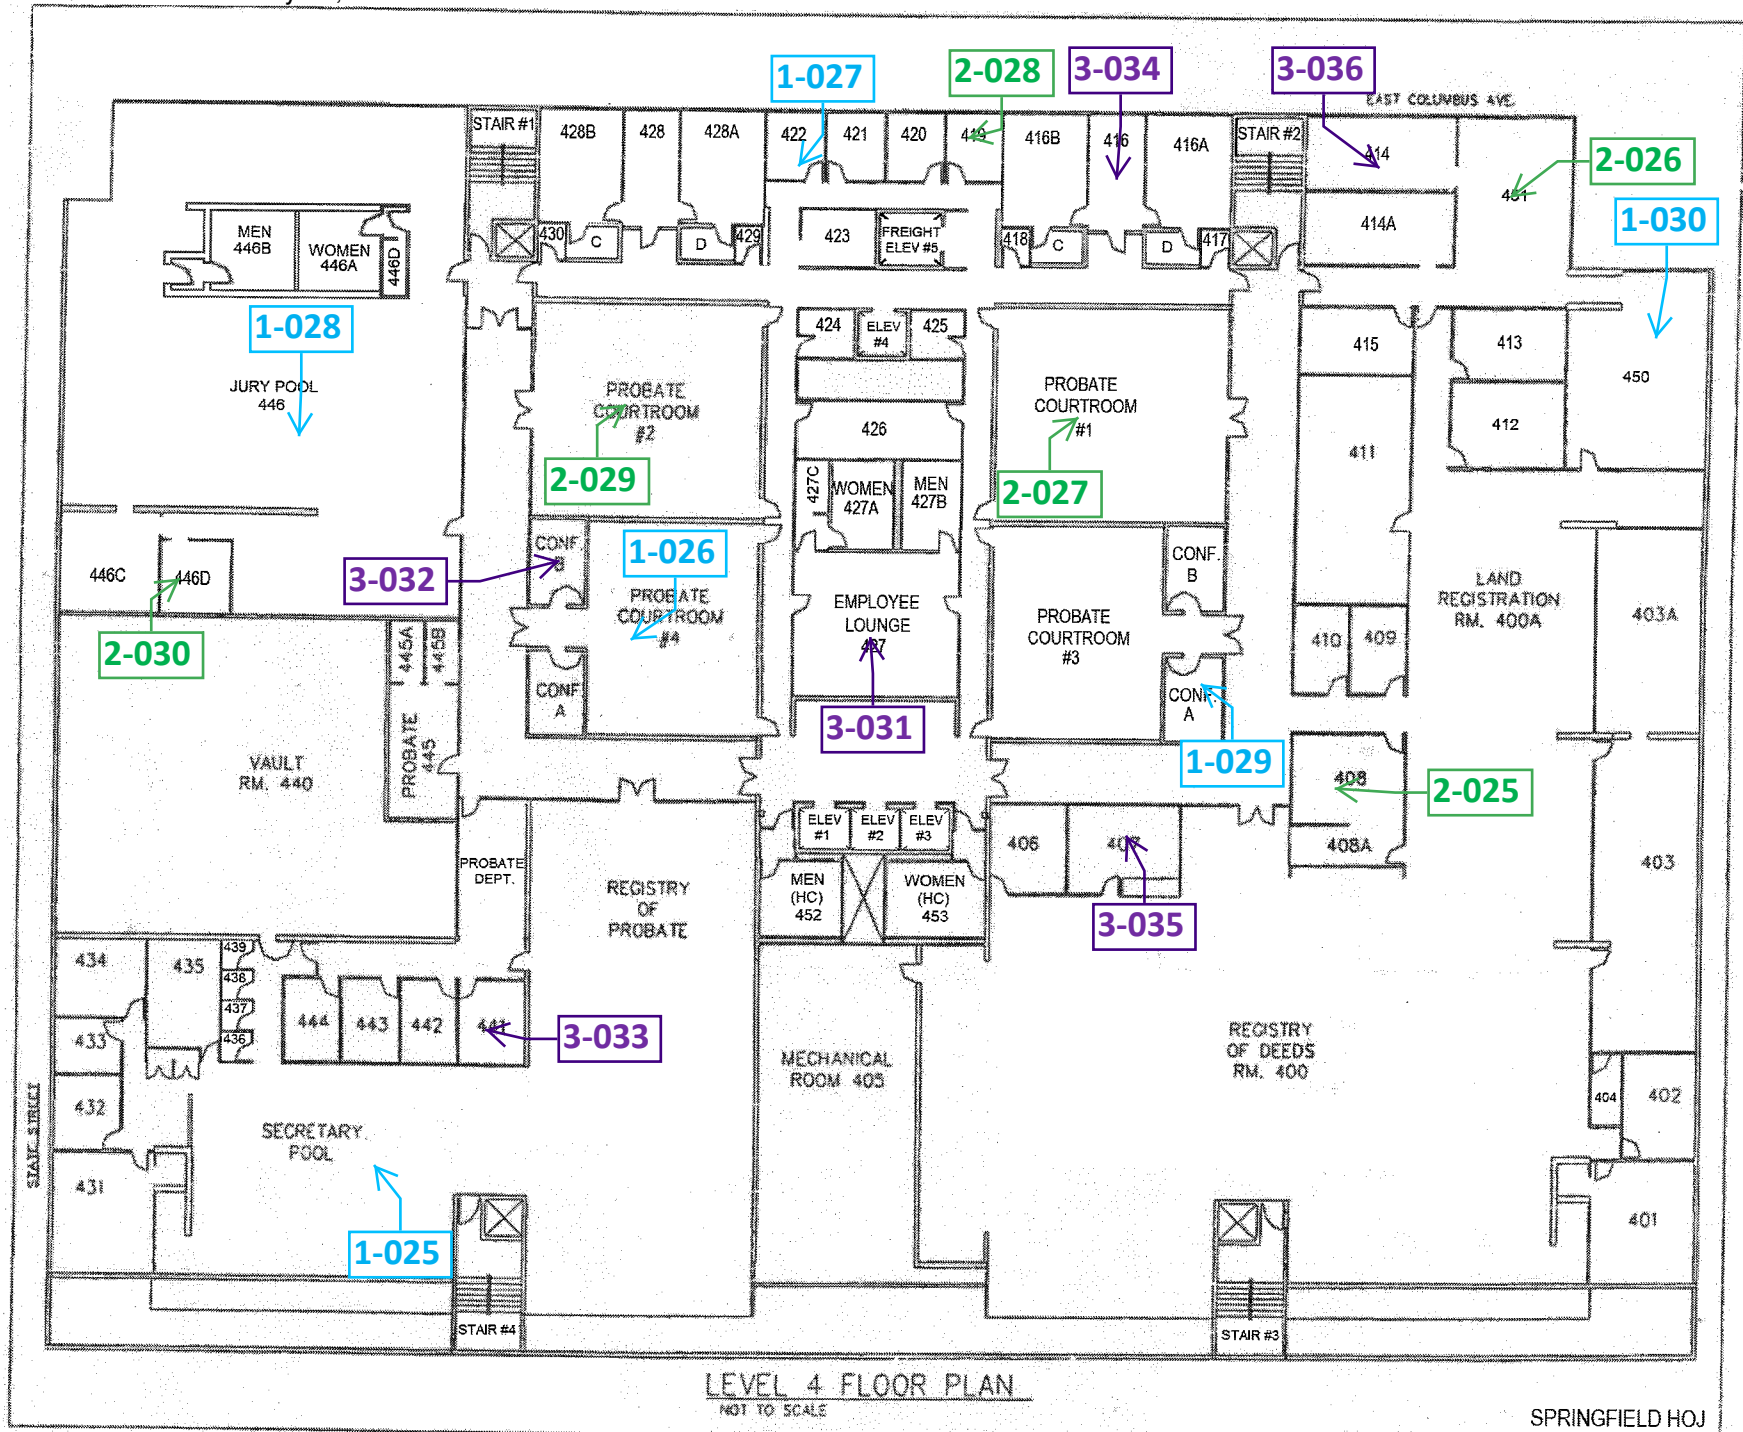 1-027
2-028
3-034
3-036
EAST COLUMBUS AVE.
STAIR #1
428B
428
428A
422
421
420
419
416B
416
416A
STAIR #2
414
2-026
451
1-030
MEN
446B
WOMEN
446A
446D
430
C
D
429
423
FREIGHT
ELEV #5
418
C
D
417
414A
1-028
424
ELEV
#4
425
415
413
450
JURY POOL
446
PROBATE
COURTROOM
#2
PROBATE
COURTROOM
#1
426
411
412
2-029
427C
WOMEN
427A
MEN
427B
2-027
446C
446D
3-032
CONF.
B
1-026
CONF.
B
LAND
REGISTRATION
RM. 400A
403A
2-030
445A
445B
PROBATE
COURTROOM
#4
EMPLOYEE
LOUNGE
427
PROBATE
COURTROOM
#3
410
409
CONF.
A
3-031
CONF.
A
1-029
VAULT
RM. 440
PROBATE
445
408
2-025
408A
ELEV
#1
ELEV
#2
ELEV
#3
406
407
403
PROBATE
DEPT.
REGISTRY
OF
PROBATE
MEN
(HC)
452
WOMEN
(HC)
453
3-035
434
435
439
438
437
436
433
444
443
442
441
3-033
MECHANICAL
ROOM 405
REGISTRY
OF DEEDS
RM. 400
404
402
432
STATE STREET
SECRETARY
POOL
431
1-025
401
STAIR #4
STAIR #3
LEVEL 4 FLOOR PLAN
NOT TO SCALE
SPRINGFIELD HOJ